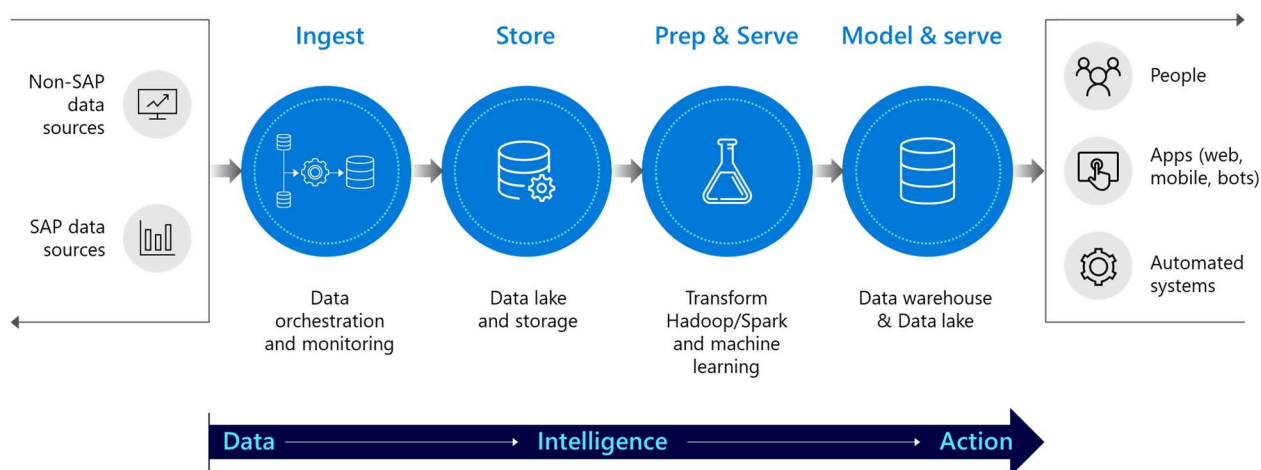 Ingest
Store
Prep & Serve
Model & serve
Non-SAP
data
sources
SAP data
sources
Data
orchestration
and monitoring
Data lake
and storage
Transform
Hadoop/Spark
and machine
learning
Data warehouse
& Data lake
People
Apps (web,
mobile, bots)
Automated
systems
Data
Intelligence
Action